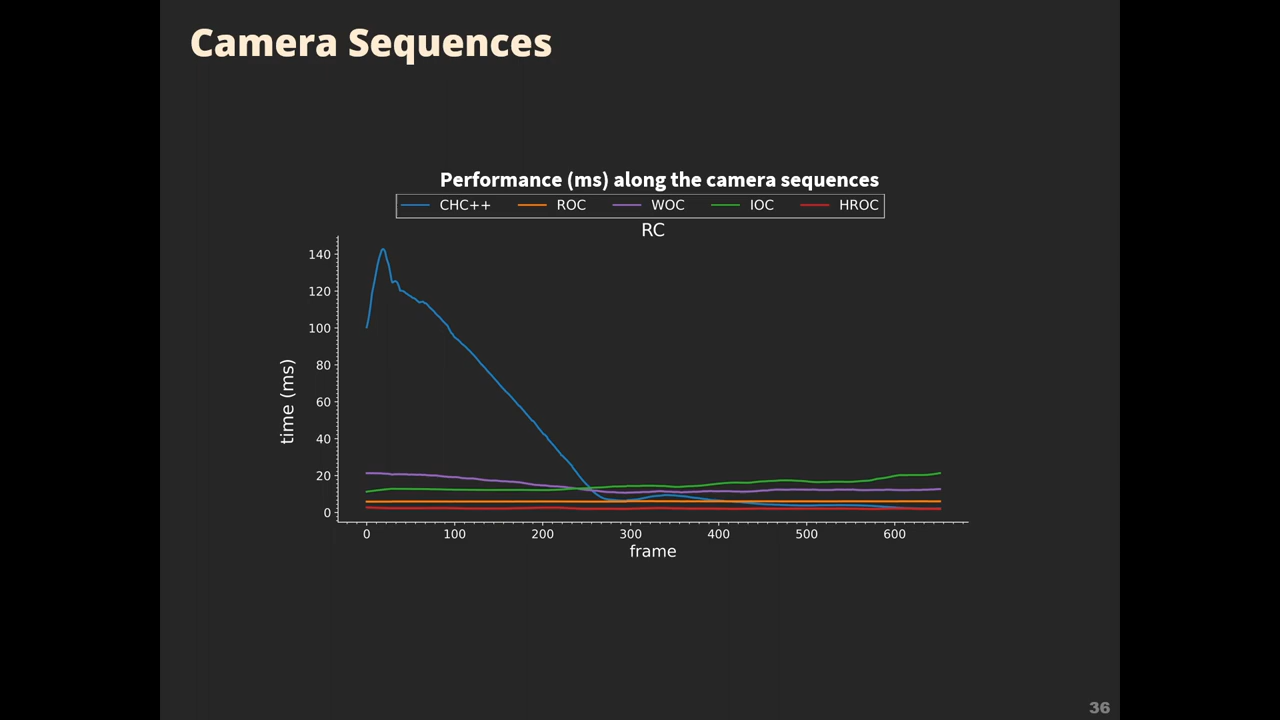 Camera Sequences
Performance (ms) along the camera sequences
CHC++ ROC WOC IOC HROC
RC
140
120
100
80
60
40
20
0
time (ms)
0 100 200 300 400 500 600
frame
36